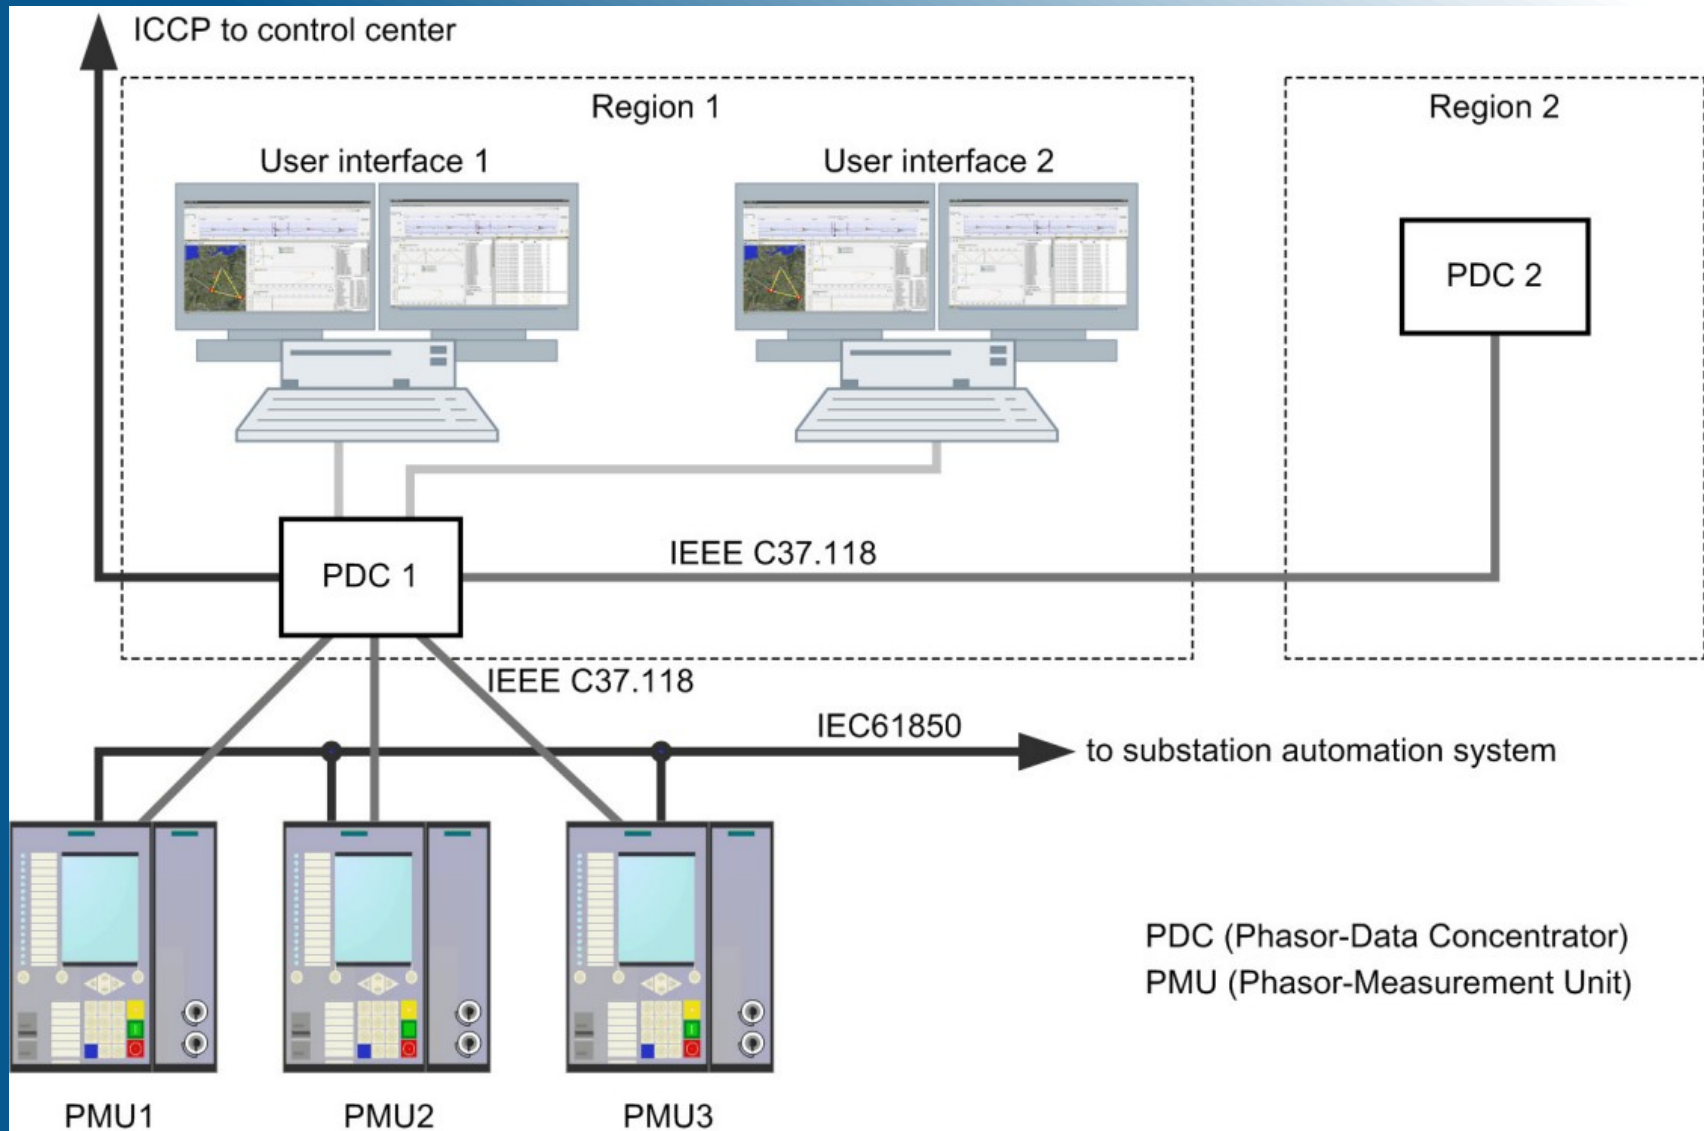 ICCP to control center
Region 1
Region 2
User interface 1
User interface 2
PDC 2
IEEE C37.118
PDC 1
IEEE C37.118
IEC61850
to substation automation system
PDC (Phasor-Data Concentrator)
PMU (Phasor-Measurement Unit)
PMU1
PMU2
PMU3